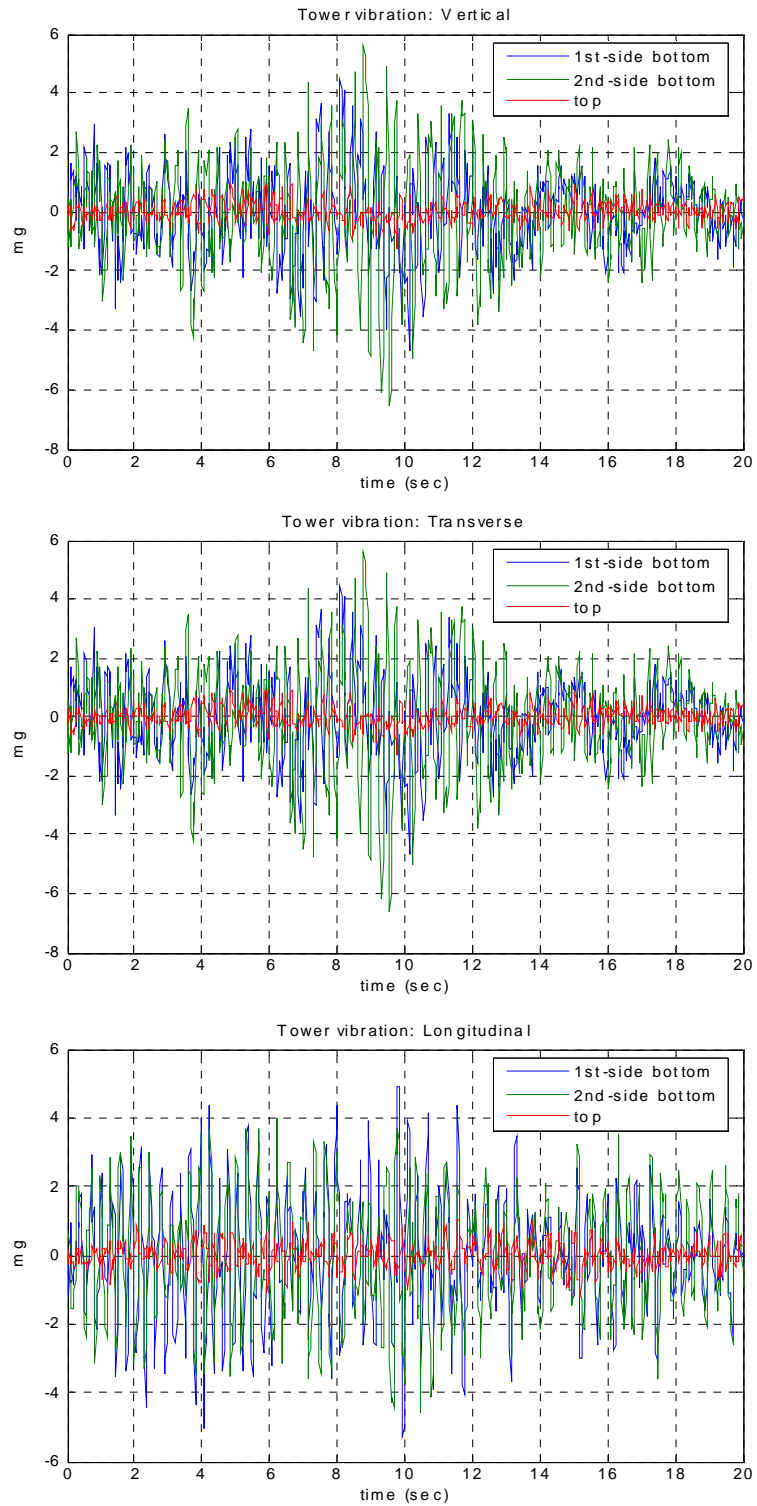 Tower vibration: Vertical
6
4
2
0
-2
-4
-6
-8
mg
1st-side bottom
2nd-side bottom
top
0 2 4 6 8 10 12 14 16 18 20
time (sec)
Tower vibration: Transverse
6
4
2
0
-2
-4
-6
-8
mg
1st-side bottom
2nd-side bottom
top
0 2 4 6 8 10 12 14 16 18 20
time (sec)
Tower vibration: Longitudinal
6
4
2
0
-2
-4
-6
mg
1st-side bottom
2nd-side bottom
top
0 2 4 6 8 10 12 14 16 18 20
time (sec)